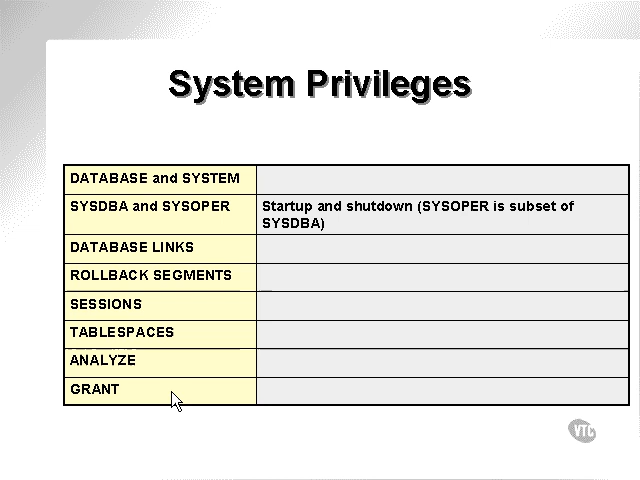 System Privileges
DATABASE and SYSTEM
SYSDBA and SYSOPER
Startup and shutdown (SYSOPER is subset of
SYSDBA)
DATABASE LINKS
ROLLBACK SEGMENTS
SESSIONS
TABLESPACES
ANALYZE
GRANT
VTC